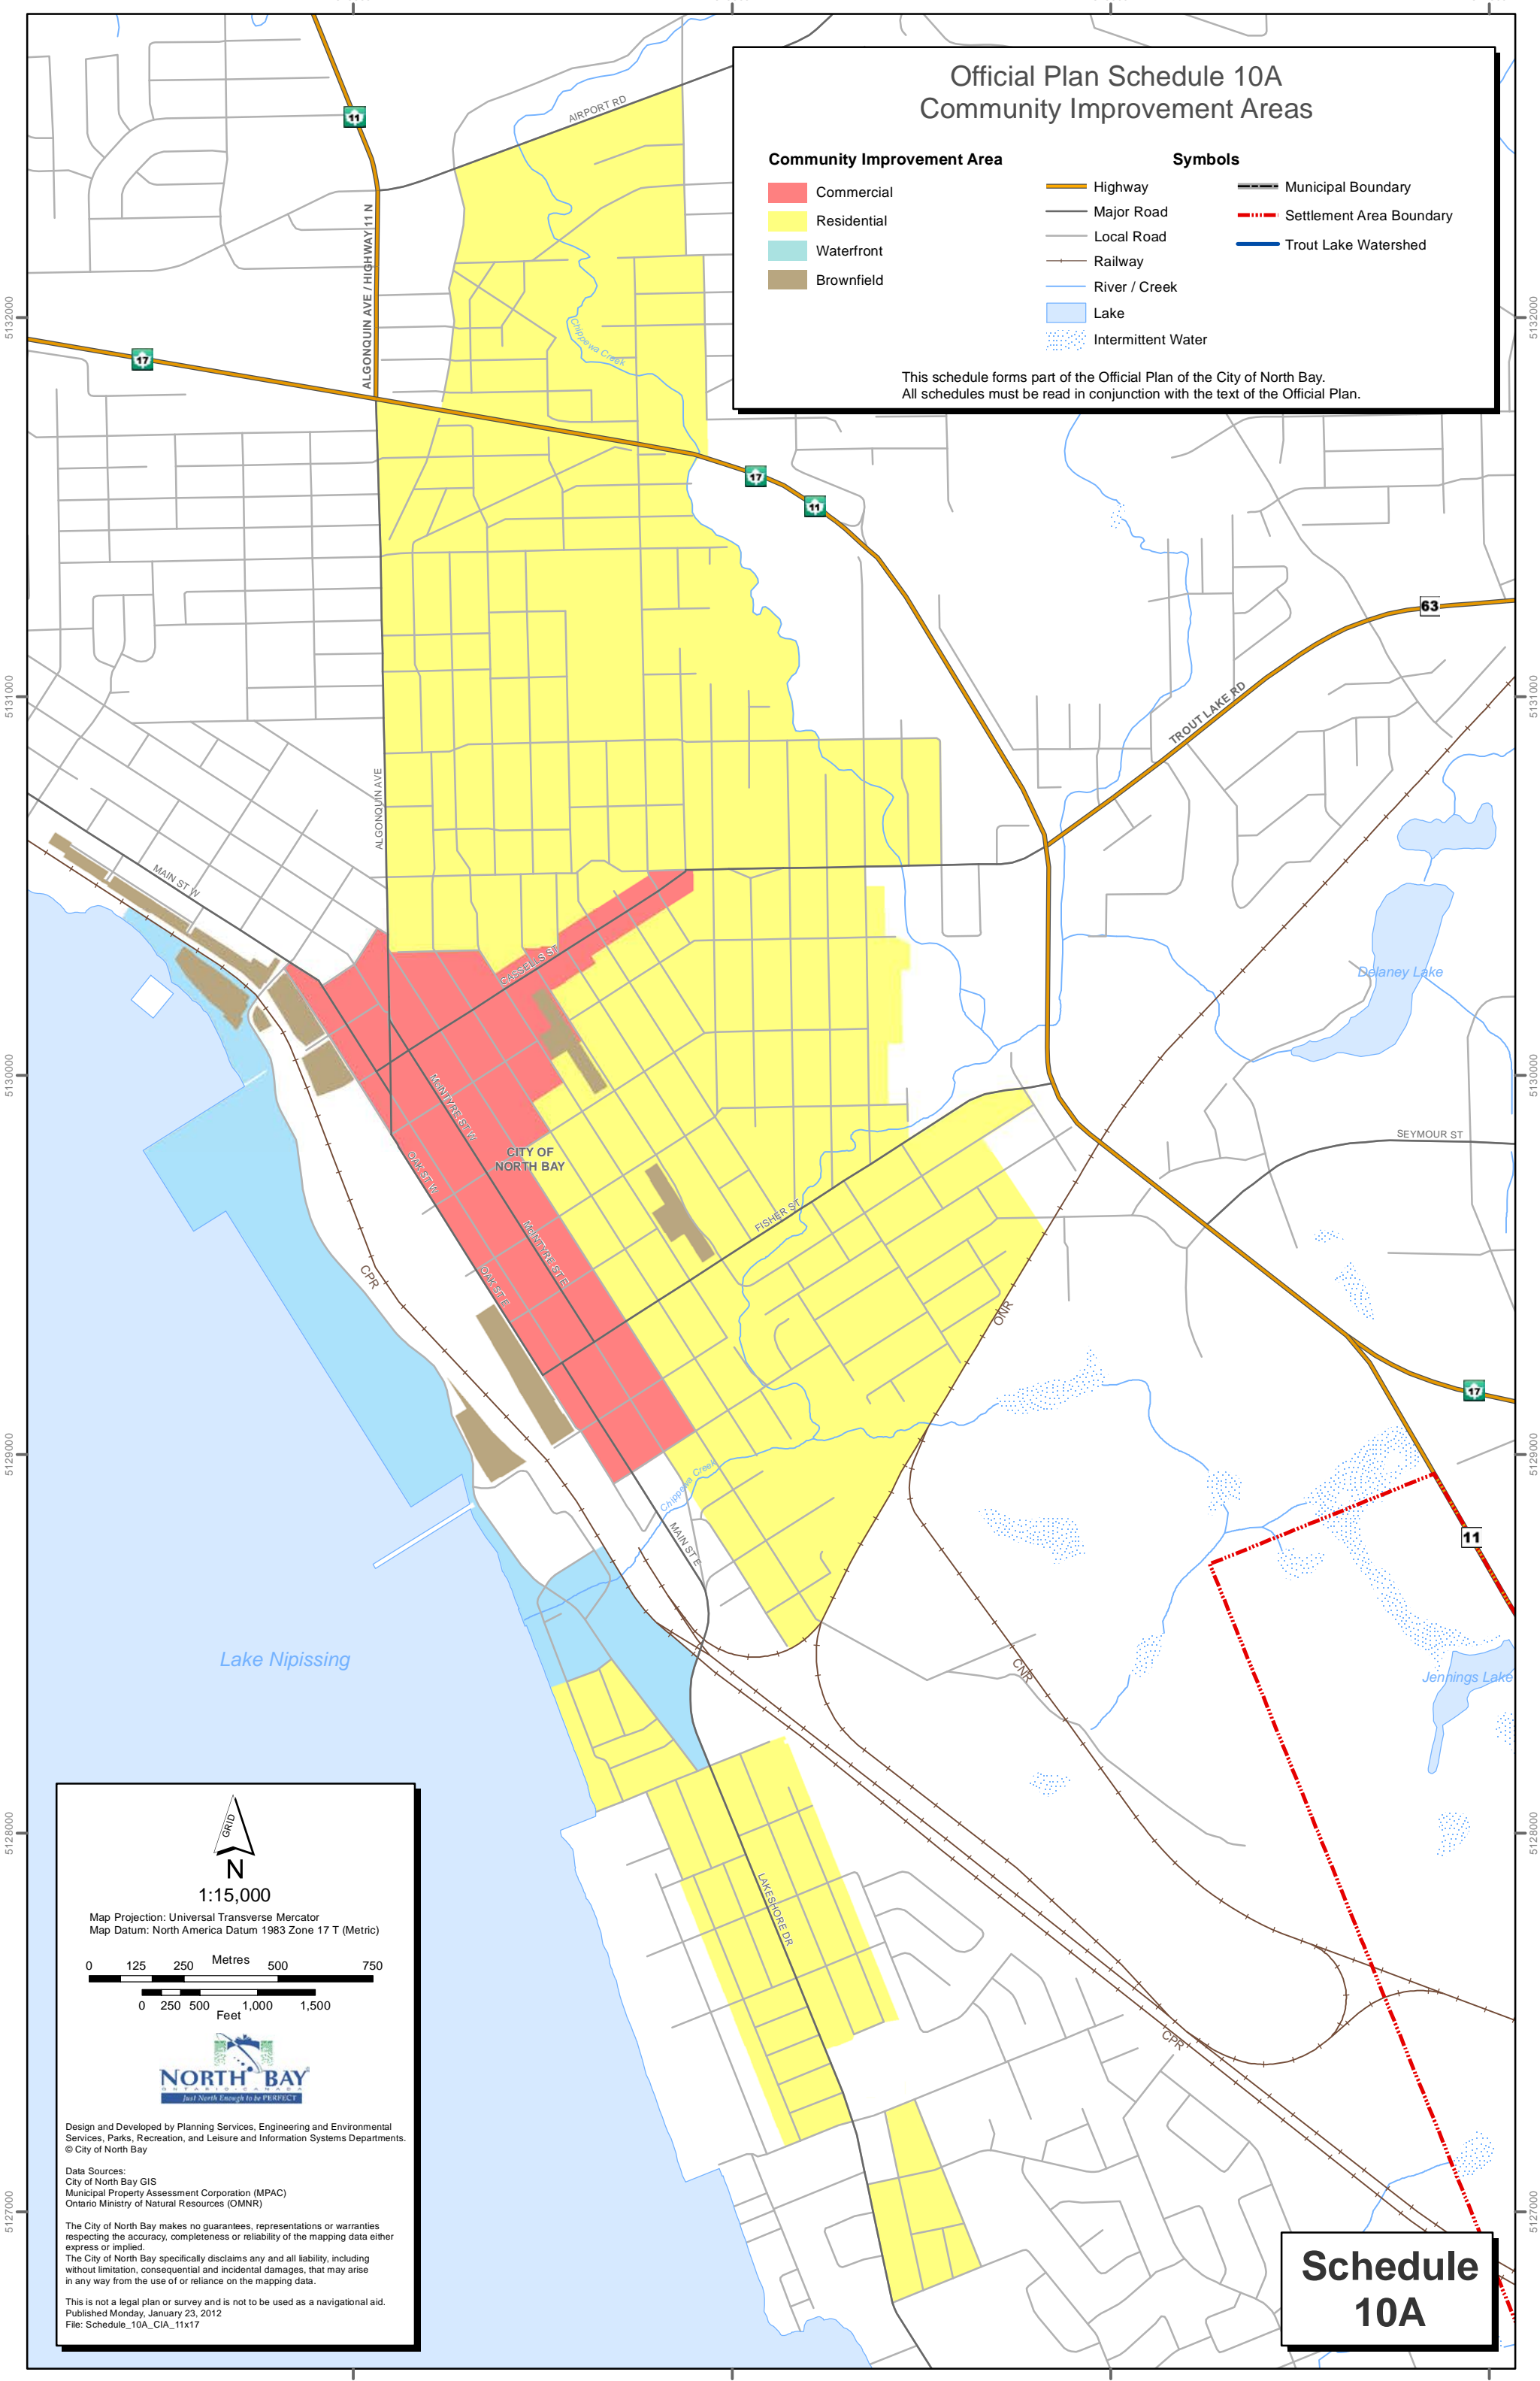 Official Plan Schedule 10A
Community Improvement Areas
Community Improvement Area
Commercial
Residential
Waterfront
Brownfield
Symbols
Highway
Major Road
Local Road
Railway
River / Creek
Lake
Intermittent Water
Municipal Boundary
Settlement Area Boundary
Trout Lake Watershed
This schedule forms part of the Official Plan of the City of North Bay.
All schedules must be read in conjunction with the text of the Official Plan.
AIRPORT RD
11
ALGONQUIN AVE / HIGHWAY 11 N
5132000
5132000
17
Chippewa Creek
17
11
63
5131000
5131000
TROUT LAKE RD
ALGONQUIN AVE
MAIN ST W
CASSELLS ST
Delaney Lake
5130000
5130000
MCINTYRE ST W
SEYMOUR ST
CITY OF
NORTH BAY
OAK ST W
FISHER ST
MCINTYRE ST E
OAK ST E
CPR
ONR
17
5129000
5129000
Chippewa Creek
MAIN ST E
11
Lake Nipissing
CNR
Jennings Lake
5128000
5128000
LAKESHORE DR
CPR
5127000
5127000
GRID
N
1:15,000
Map Projection: Universal Transverse Mercator
Map Datum: North America Datum 1983 Zone 17 T (Metric)
Metres
0 125 250 500 750
0 250 500 1,000 1,500
Feet
NORTH BAY
ONTARIO · CANADA
Just North Enough to be PERFECT
Design and Developed by Planning Services, Engineering and Environmental
Services, Parks, Recreation, and Leisure and Information Systems Departments.
© City of North Bay
Data Sources:
City of North Bay GIS
Municipal Property Assessment Corporation (MPAC)
Ontario Ministry of Natural Resources (OMNR)
The City of North Bay makes no guarantees, representations or warranties
respecting the accuracy, completeness or reliability of the mapping data either
express or implied.
The City of North Bay specifically disclaims any and all liability, including
without limitation, consequential and incidental damages, that may arise
in any way from the use of or reliance on the mapping data.
This is not a legal plan or survey and is not to be used as a navigational aid.
Published Monday, January 23, 2012
File: Schedule_10A_CIA_11x17
Schedule
10A